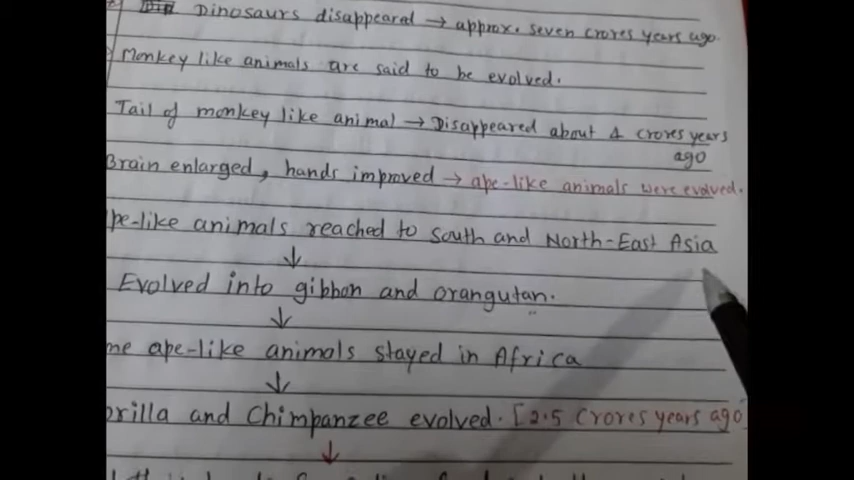 Dinosaurs disappeared → approx. seven crores years ago.
Monkey like animals are said to be evolved.
Tail of monkey like animal → Disappeared about 4 crores years
ago
Brain enlarged, hands improved → ape-like animals were evolved.
pe-like animals reached to south and North-East Asia
↓
Evolved into gibbon and orangutan.
↓
me ape-like animals stayed in Africa
↓
orilla and Chimpanzee evolved. [2.5 Crores years ago]
↓